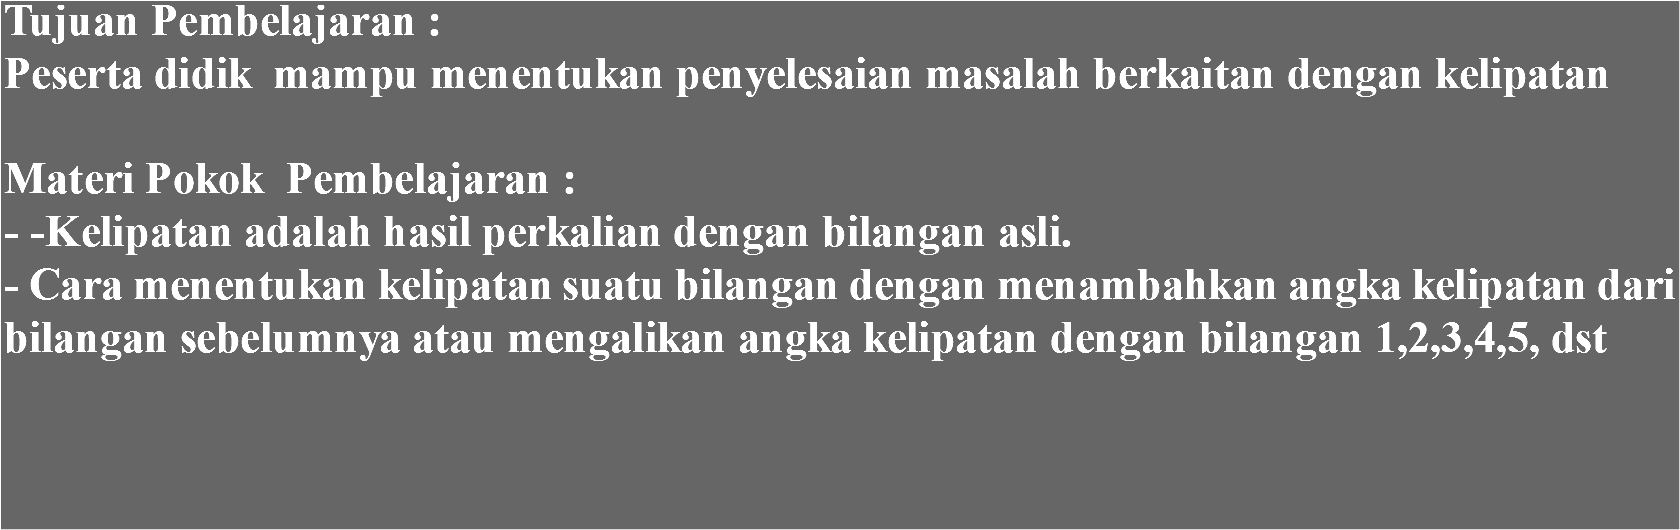 Tujuan Pembelajaran :
Peserta didik  mampu menentukan penyelesaian masalah berkaitan dengan kelipatan
Materi Pokok  Pembelajaran :
- -Kelipatan adalah hasil perkalian dengan bilangan asli.
- Cara menentukan kelipatan suatu bilangan dengan menambahkan angka kelipatan dari
bilangan sebelumnya atau mengalikan angka kelipatan dengan bilangan 1,2,3,4,5, dst